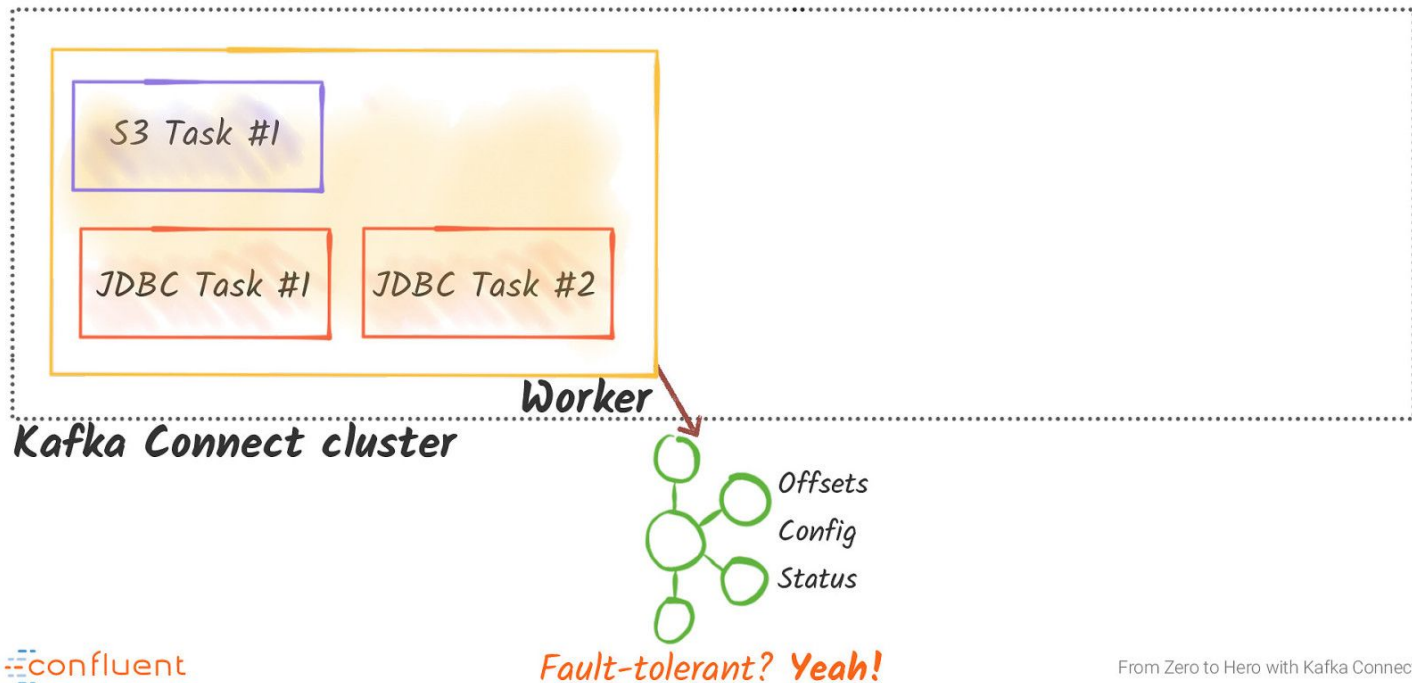 S3 Task #1
JDBC Task #1
JDBC Task #2
Worker
Kafka Connect cluster
Offsets
Config
Status
confluent
Fault-tolerant? Yeah!
From Zero to Hero with Kafka Connec